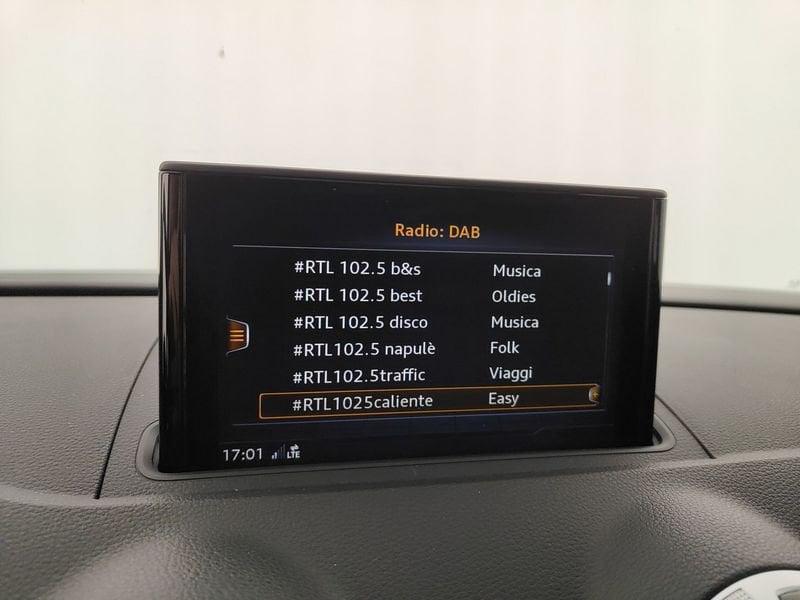 Radio: DAB
#RTL 102.5 b&s Musica
#RTL 102.5 best Oldies
#RTL 102.5 disco Musica
#RTL102.5 napulè Folk
#RTL102.5traffic Viaggi
#RTL1025caliente Easy
17:01 LTE